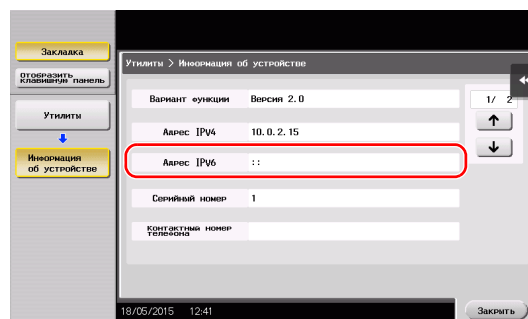 Закладка
Отобразить
клавишную панель
Утилиты
Информация
об устройстве
Утилиты > Информация об устройстве
Вариант функции Версия 2.0
1/ 2
Адрес IPV4 10.0.2.15
Адрес IPV6 ::
Серийный номер 1
Контактный номер
телефона
18/05/2015 12:41
Закрыть